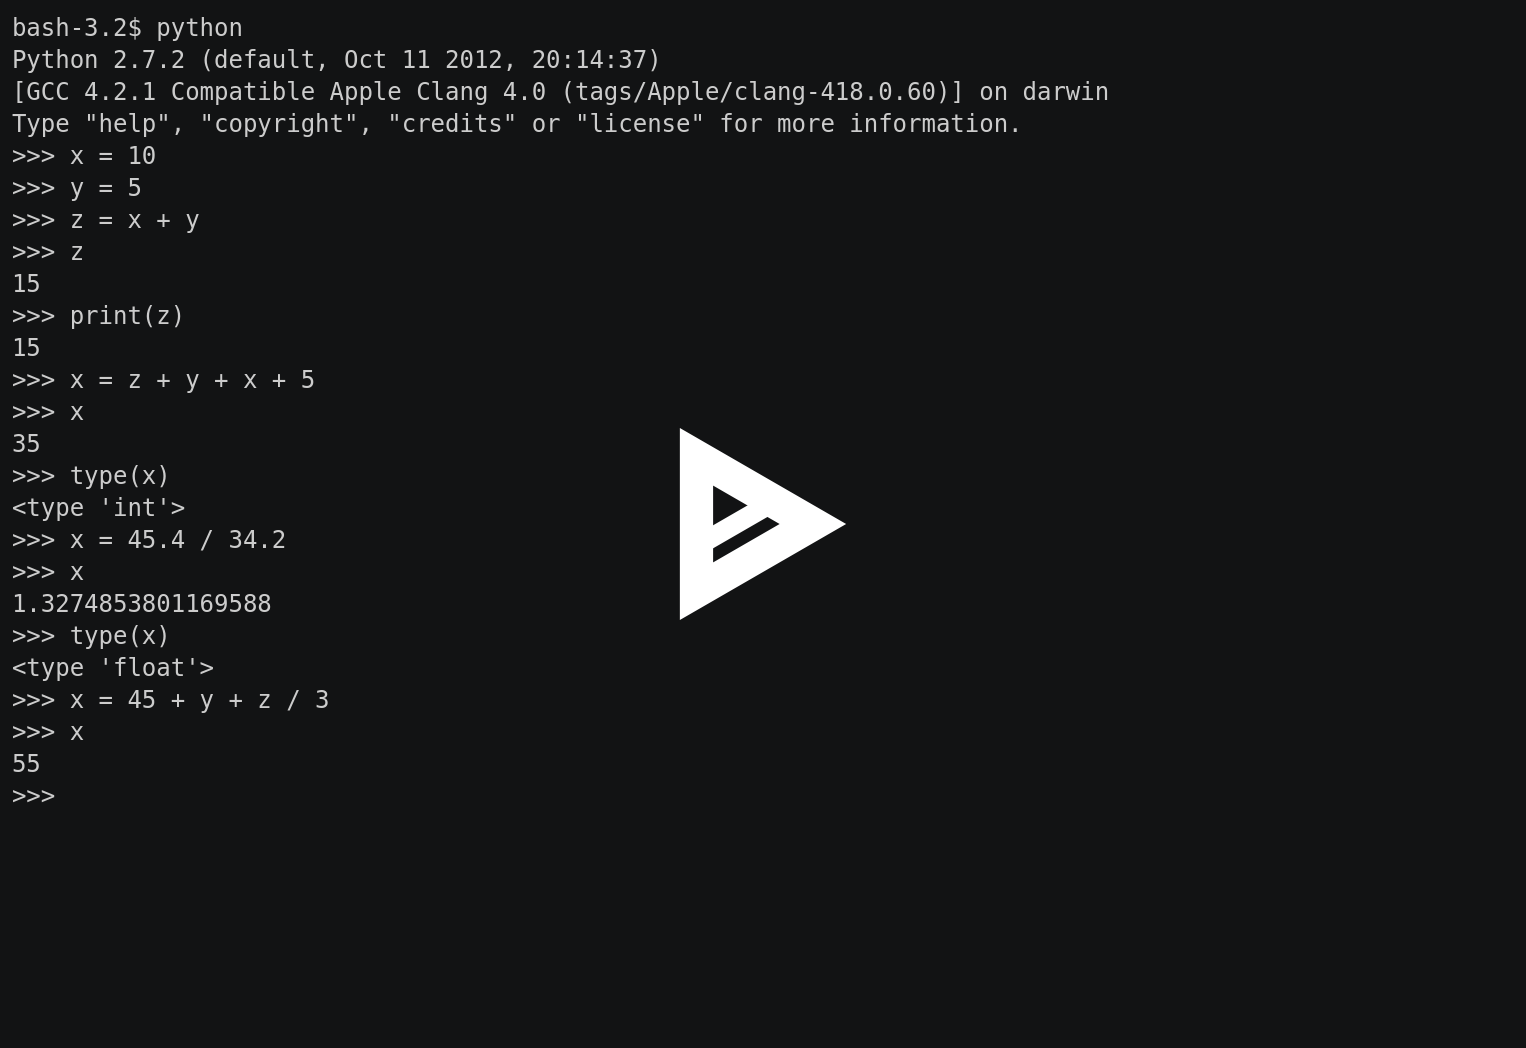 bash-3.2$ python
Python 2.7.2 (default, Oct 11 2012, 20:14:37)
[GCC 4.2.1 Compatible Apple Clang 4.0 (tags/Apple/clang-418.0.60)] on darwin
Type "help", "copyright", "credits" or "license" for more information.
>>> x = 10
>>> y = 5
>>> z = x + y
>>> z
15
>>> print(z)
15
>>> x = z + y + x + 5
>>> x
35
>>> type(x)
<type 'int'>
>>> x = 45.4 / 34.2
>>> x
1.3274853801169588
>>> type(x)
<type 'float'>
>>> x = 45 + y + z / 3
>>> x
55
>>>